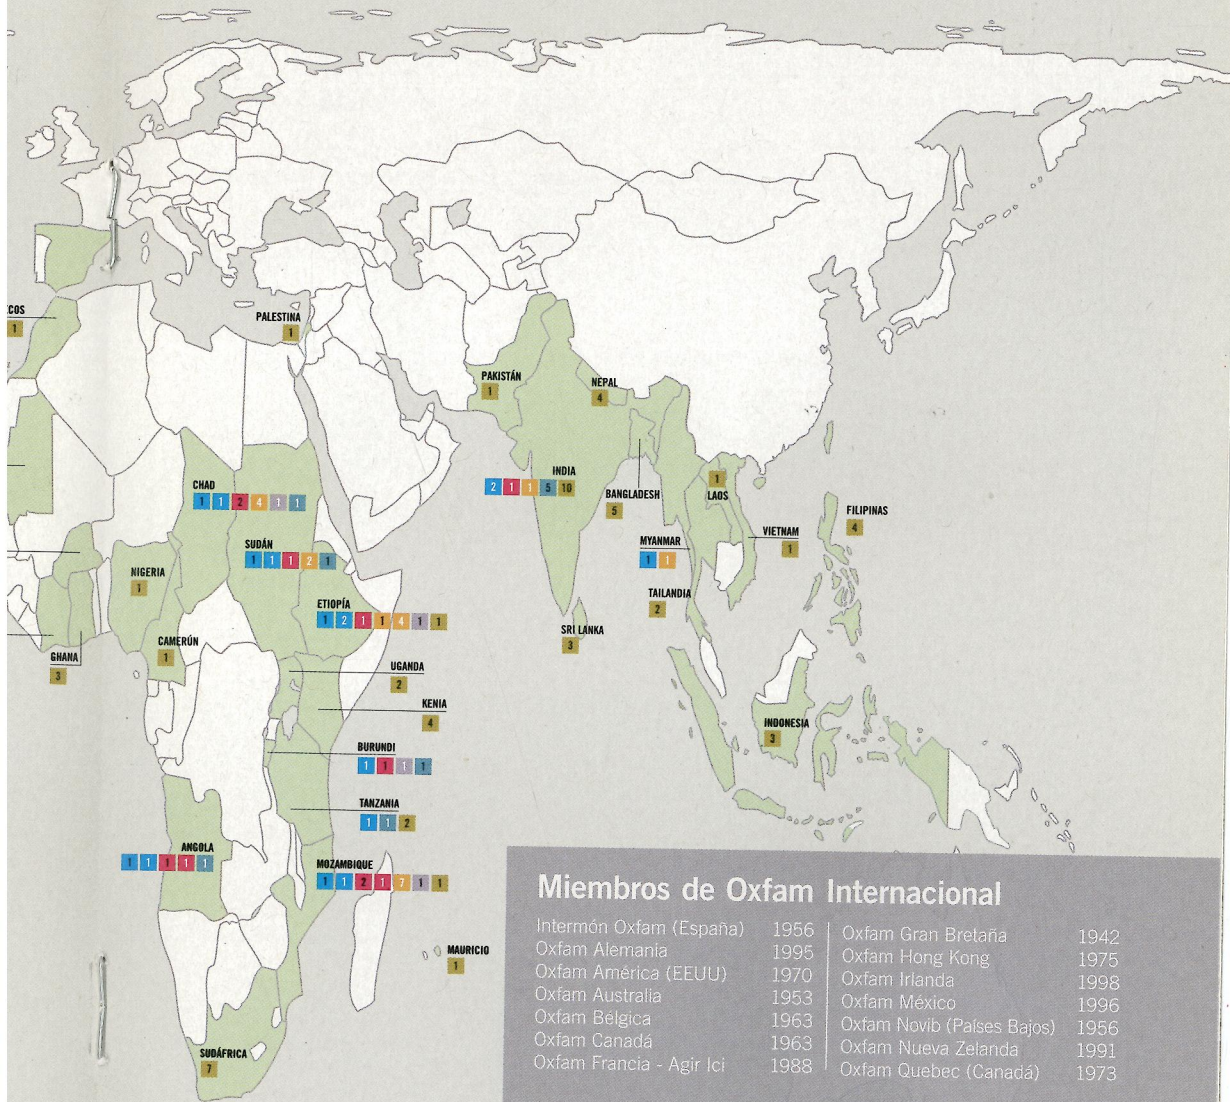 ECOS
1
PALESTINA
1
PAKISTÁN
1
NEPAL
4
CHAD
1 1 2 4 1 1
INDIA
2 1 1 5 10
BANGLADESH
5
1
LAOS
FILIPINAS
4
SUDÁN
1 1 1 2 1
MYANMAR
1 1
VIETNAM
1
NIGERIA
1
ETIOPÍA
1 2 1 1 4 1 1
TAILANDIA
2
SRI LANKA
3
GHANA
3
CAMERÚN
1
UGANDA
2
KENIA
4
INDONESIA
3
BURUNDI
1 1 1 1
TANZANIA
1 1 2
ANGOLA
1 1 1 1 1
MOZAMBIQUE
1 1 2 1 7 1 1
MAURICIO
1
SUDÁFRICA
7
Miembros de Oxfam Internacional
Intermón Oxfam (España) 1956
Oxfam Alemania 1995
Oxfam América (EEUU) 1970
Oxfam Australia 1953
Oxfam Bélgica 1963
Oxfam Canadá 1963
Oxfam Francia - Agir Ici 1988
Oxfam Gran Bretaña 1942
Oxfam Hong Kong 1975
Oxfam Irlanda 1998
Oxfam México 1996
Oxfam Novib (Países Bajos) 1956
Oxfam Nueva Zelanda 1991
Oxfam Quebec (Canadá) 1973